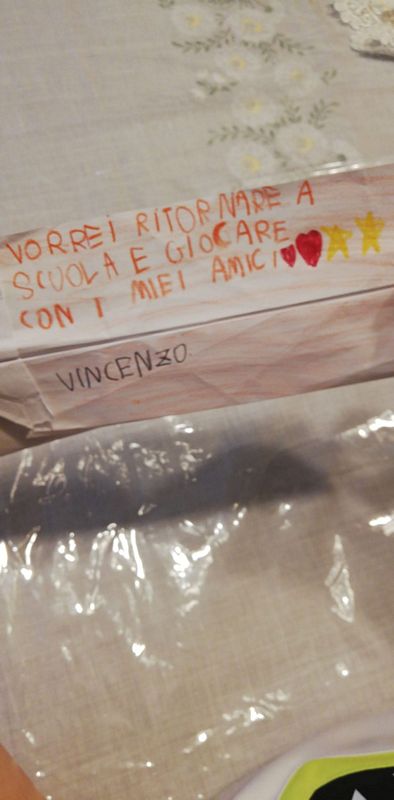 VORREI RITORNARE A
SCUOLA E GIOCARE
CON I MIEI AMICI
VINCENZO